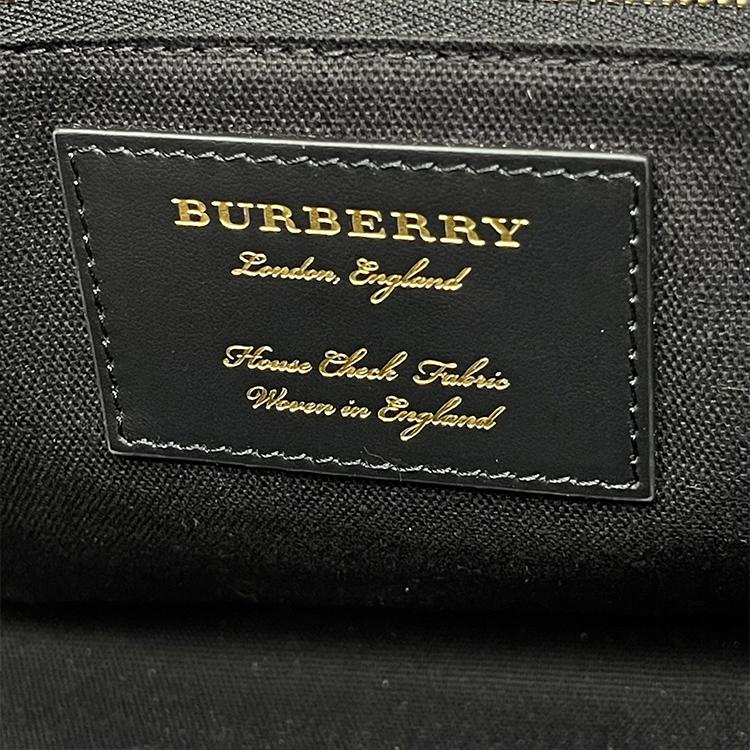 BURBERRY
London, England
House Check Fabric
Woven in England